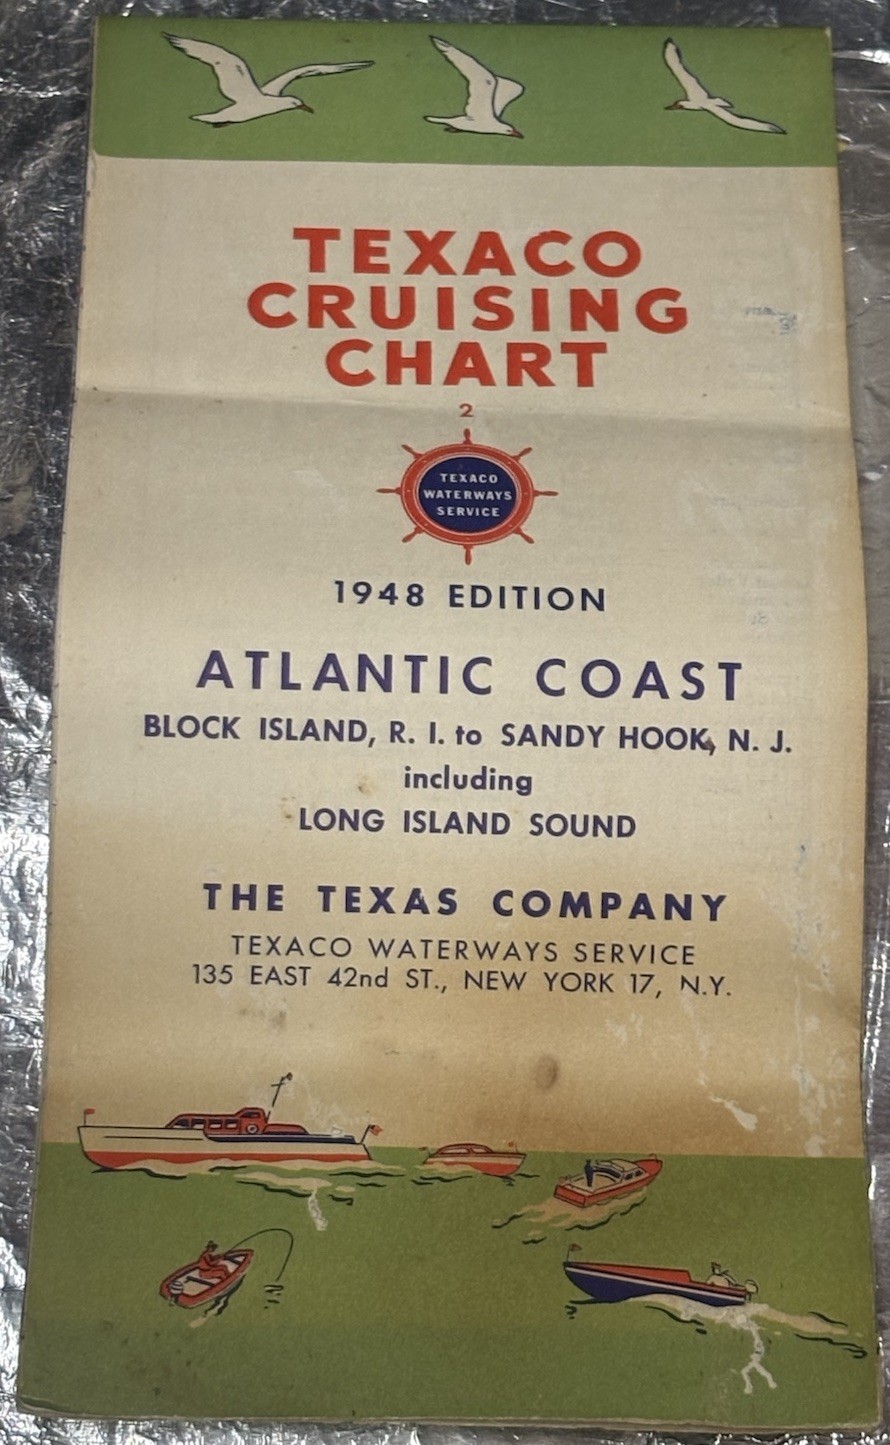 TEXACO
CRUISING
CHART
2
TEXACO
WATERWAYS
SERVICE
1948 EDITION
ATLANTIC COAST
BLOCK ISLAND, R. I. to SANDY HOOK, N. J.
including
LONG ISLAND SOUND
THE TEXAS COMPANY
TEXACO WATERWAYS SERVICE
135 EAST 42nd ST., NEW YORK 17, N.Y.